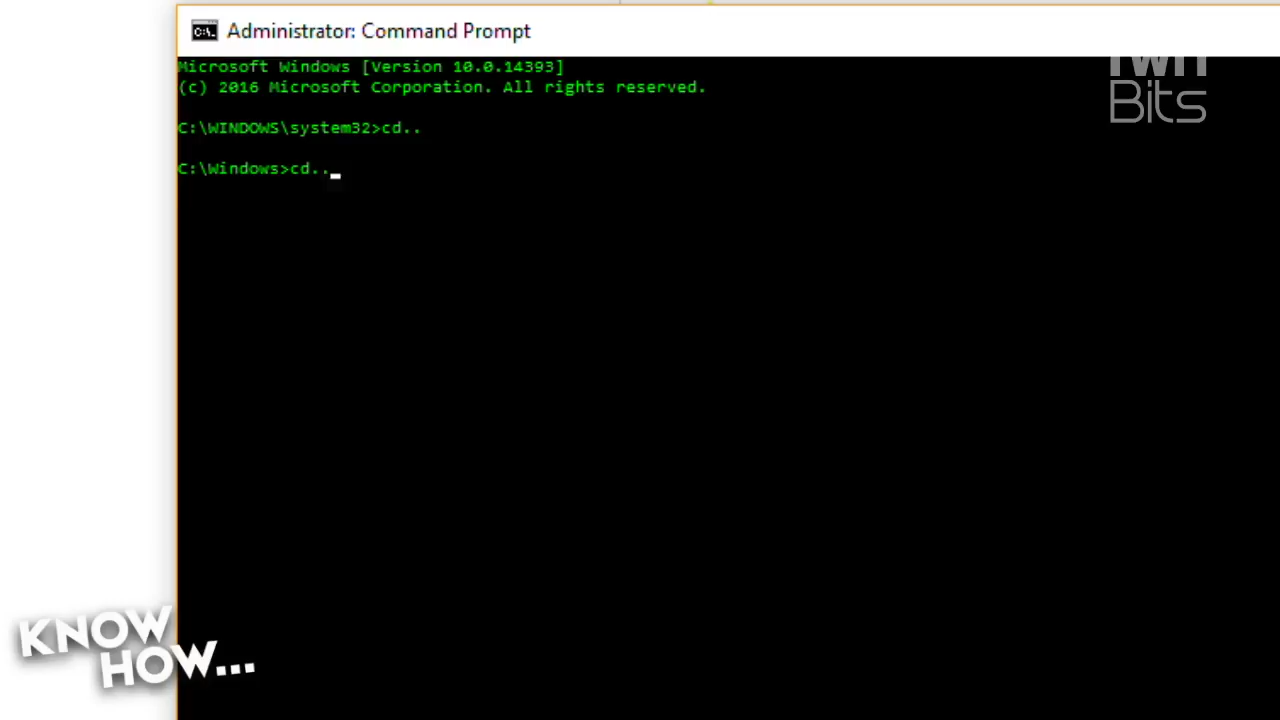 Administrator: Command Prompt
Microsoft Windows [Version 10.0.14393]
(c) 2016 Microsoft Corporation. All rights reserved.
C:\WINDOWS\system32>cd..
C:\Windows>cd..
Bits
KNOW
HOW...